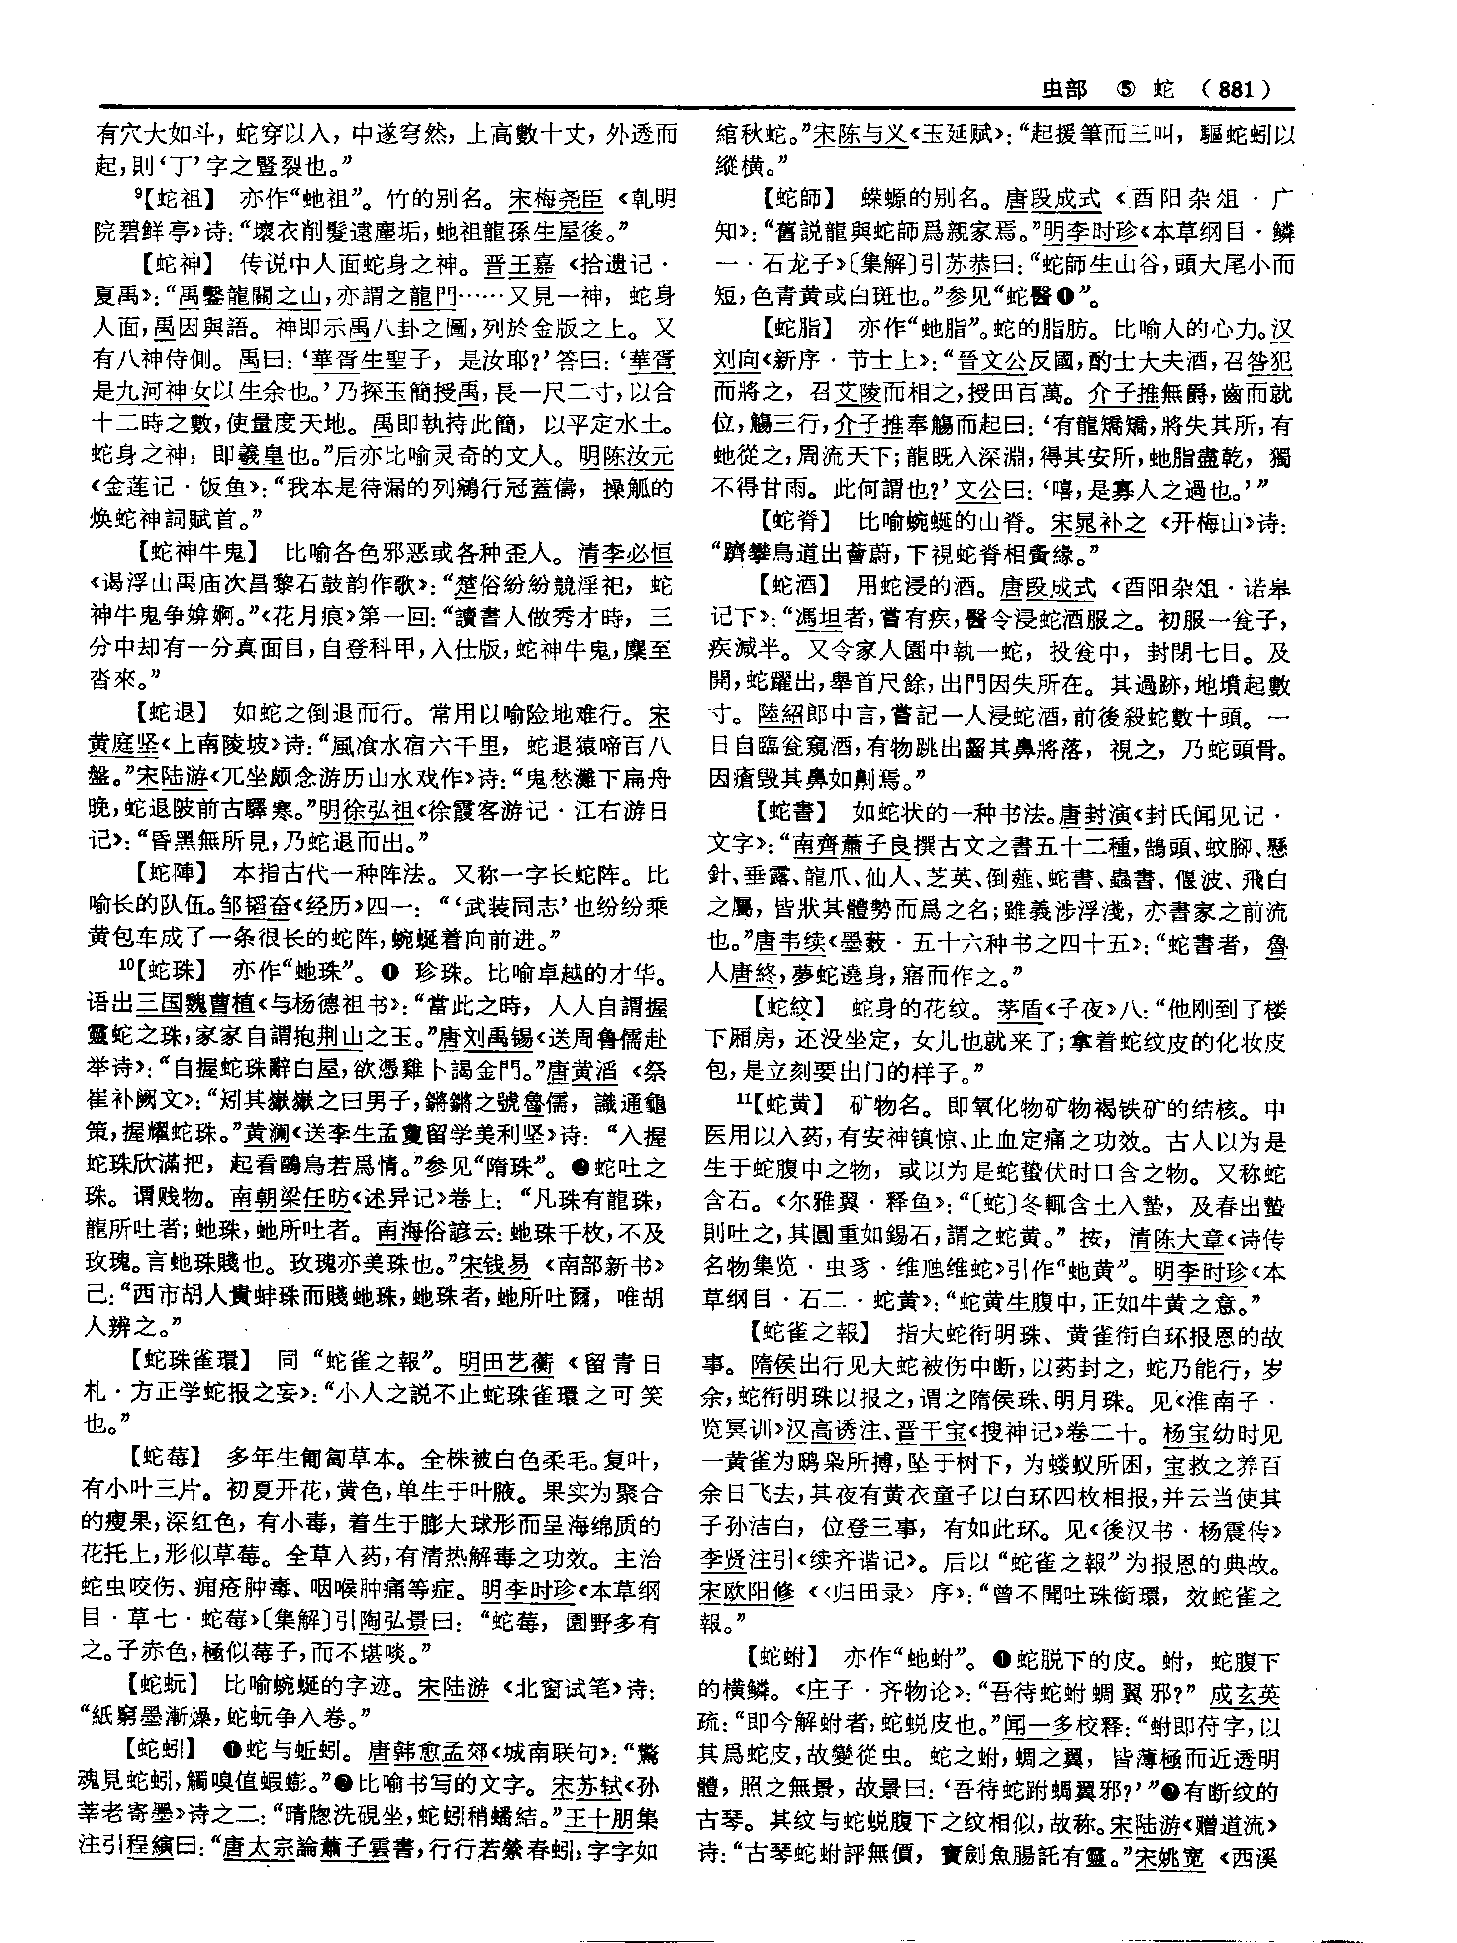 虫部 ⑤ 蛇 (881)
有穴大如斗，蛇穿以入，中遂穹然，上高數十丈，外透而
起，則‘丁’字之豎裂也。”
9【蛇祖】 亦作“虵祖”。竹的别名。宋梅尧臣《乹明
院碧鲜亭》诗：“壞衣削髮逮塵垢，虵祖龍孫生屋後。”
【蛇神】 传说中人面蛇身之神。晋王嘉《拾遗记·
夏禹》：“禹鑿龍關之山，亦謂之龍門……又見一神，蛇身
人面，禹因與語。神即示禹八卦之圖，列於金版之上。又
有八神侍側。禹曰：‘華胥生聖子，是汝耶？’答曰：‘華胥
是九河神女以生余也。’乃探玉簡授禹，長一尺二寸，以合
十二時之數，使量度天地。禹即執持此簡，以平定水土。
蛇身之神，即羲皇也。”后亦比喻灵奇的文人。明陈汝元
《金莲记·饭鱼》：“我本是待漏的列鵷行冠蓋儔，操觚的
焕蛇神詞賦首。”
【蛇神牛鬼】 比喻各色邪恶或各种歪人。清李必恒
《谒浮山禹庙次昌黎石鼓韵作歌》：“楚俗紛紛競淫祀，蛇
神牛鬼争媕婀。”《花月痕》第一回：“讀書人做秀才時，三
分中却有一分真面目，自登科甲，入仕版，蛇神牛鬼，麇至
沓來。”
【蛇退】 如蛇之倒退而行。常用以喻险地难行。宋
黄庭坚《上南陵坡》诗：“風飡水宿六千里，蛇退猿啼百八
盤。”宋陆游《兀坐颇念游历山水戏作》诗：“鬼愁灘下扁舟
晚，蛇退陂前古驛寒。”明徐弘祖《徐霞客游记·江右游日
记》：“昏黑無所見，乃蛇退而出。”
【蛇陣】 本指古代一种阵法。又称一字长蛇阵。比
喻长的队伍。邹韬奋《经历》四一：“‘武装同志’也纷纷乘
黄包车成了一条很长的蛇阵，蜿蜒着向前进。”
10【蛇珠】 亦作“虵珠”。❶ 珍珠。比喻卓越的才华。
语出三国魏曹植《与杨德祖书》：“當此之時，人人自謂握
靈蛇之珠，家家自謂抱荆山之玉。”唐刘禹锡《送周鲁儒赴
举诗》：“自握蛇珠辭白屋，欲憑雞卜謁金門。”唐黄滔《祭
崔补阙文》：“矧其嶽嶽之曰男子，鏘鏘之號魯儒，識通龜
策，握耀蛇珠。”黄澜《送李生孟夐留学美利坚》诗：“入握
蛇珠欣滿把，起看鷗鳥若爲情。”参见“隋珠”。❷蛇吐之
珠。谓贱物。南朝梁任昉《述异记》卷上：“凡珠有龍珠，
龍所吐者；虵珠，虵所吐者。南海俗諺云：虵珠千枚，不及
玫瑰。言虵珠賤也。玫瑰亦美珠也。”宋钱易《南部新书》
己：“西市胡人貴蚌珠而賤虵珠，虵珠者，虵所吐爾，唯胡
人辨之。”
【蛇珠雀環】 同“蛇雀之報”。明田艺蘅《留青日
札·方正学蛇报之妄》：“小人之説不止蛇珠雀環之可笑
也。”
【蛇莓】 多年生匍匐草本。全株被白色柔毛。复叶，
有小叶三片。初夏开花，黄色，单生于叶腋。果实为聚合
的瘦果，深红色，有小毒，着生于膨大球形而呈海绵质的
花托上，形似草莓。全草入药，有清热解毒之功效。主治
蛇虫咬伤、痈疮肿毒、咽喉肿痛等症。明李时珍《本草纲
目·草七·蛇莓》〔集解〕引陶弘景曰：“蛇莓，園野多有
之。子赤色，極似莓子，而不堪啖。”
【蛇蚖】 比喻蜿蜒的字迹。宋陆游《北窗试笔》诗：
“紙窮墨漸燥，蛇蚖争入卷。”
【蛇蚓】 ❶蛇与蚯蚓。唐韩愈孟郊《城南联句》：“驚
魂見蛇蚓，觸嗅值蝦蟛。”❷比喻书写的文字。宋苏轼《孙
莘老寄墨》诗之二：“晴牕洗硯坐，蛇蚓稍蟠結。”王十朋集
注引程縯曰：“唐太宗論蕭子雲書，行行若縈春蚓，字字如
綰秋蛇。”宋陈与义《玉延赋》：“起援筆而三叫，驅蛇蚓以
縱横。”
【蛇師】 蝾螈的别名。唐段成式《酉阳杂俎·广
知》：“舊説龍與蛇師爲親家焉。”明李时珍《本草纲目·鳞
一·石龙子》〔集解〕引苏恭曰：“蛇師生山谷，頭大尾小而
短，色青黄或白斑也。”参见“蛇醫❶”。
【蛇脂】 亦作“虵脂”。蛇的脂肪。比喻人的心力。汉
刘向《新序·节士上》：“晉文公反國，酌士大夫酒，召咎犯
而將之，召艾陵而相之，授田百萬。介子推無爵，齒而就
位，觴三行，介子推奉觴而起曰：‘有龍矯矯，將失其所，有
虵從之，周流天下；龍既入深淵，得其安所，虵脂盡乾，獨
不得甘雨。此何謂也？’文公曰：‘嘻，是寡人之過也。’”
【蛇脊】 比喻蜿蜒的山脊。宋晁补之《开梅山》诗：
“躋攀鳥道出薈蔚，下視蛇脊相夤緣。”
【蛇酒】 用蛇浸的酒。唐段成式《酉阳杂俎·诺皋
记下》：“馮坦者，嘗有疾，醫令浸蛇酒服之。初服一瓮子，
疾減半。又令家人園中執一蛇，投瓮中，封閉七日。及
開，蛇躍出，舉首尺餘，出門因失所在。其過跡，地墳起數
寸。陸紹郎中言，嘗記一人浸蛇酒，前後殺蛇數十頭。一
日自臨瓮窺酒，有物跳出齧其鼻將落，視之，乃蛇頭骨。
因瘡毁其鼻如劓焉。”
【蛇書】 如蛇状的一种书法。唐封演《封氏闻见记·
文字》：“南齊蕭子良撰古文之書五十二種，鵠頭、蚊腳、懸
針、垂露、龍爪、仙人、芝英、倒薤、蛇書、蟲書、偃波、飛白
之屬，皆狀其體勢而爲之名；雖義涉浮淺，亦書家之前流
也。”唐韦续《墨薮·五十六种书之四十五》：“蛇書者，魯
人唐終，夢蛇遶身，寤而作之。”
【蛇紋】 蛇身的花纹。茅盾《子夜》八：“他刚到了楼
下厢房，还没坐定，女儿也就来了；拿着蛇纹皮的化妆皮
包，是立刻要出门的样子。”
11【蛇黄】 矿物名。即氧化物矿物褐铁矿的结核。中
医用以入药，有安神镇惊、止血定痛之功效。古人以为是
生于蛇腹中之物，或以为是蛇蛰伏时口含之物。又称蛇
含石。《尔雅翼·释鱼》：“〔蛇〕冬輒含土入蟄，及春出蟄
則吐之，其圓重如錫石，謂之蛇黄。”按，清陈大章《诗传
名物集览·虫豸·维虺维蛇》引作“虵黄”。明李时珍《本
草纲目·石二·蛇黄》：“蛇黄生腹中，正如牛黄之意。”
【蛇雀之報】 指大蛇衔明珠、黄雀衔白环报恩的故
事。隋侯出行见大蛇被伤中断，以药封之，蛇乃能行，岁
余，蛇衔明珠以报之，谓之隋侯珠、明月珠。见《淮南子·
览冥训》汉高诱注、晋干宝《搜神记》卷二十。杨宝幼时见
一黄雀为鸱枭所搏，坠于树下，为蝼蚁所困，宝救之养百
余日飞去，其夜有黄衣童子以白环四枚相报，并云当使其
子孙洁白，位登三事，有如此环。见《後汉书·杨震传》
李贤注引《续齐谐记》。后以“蛇雀之報”为报恩的典故。
宋欧阳修《〈归田录〉序》：“曾不聞吐珠銜環，效蛇雀之
報。”
【蛇蚹】 亦作“虵蚹”。❶蛇脱下的皮。蚹，蛇腹下
的横鳞。《庄子·齐物论》：“吾待蛇蚹蜩翼邪？”成玄英
疏：“即今解蚹者，蛇蜕皮也。”闻一多校释：“蚹即苻字，以
其爲蛇皮，故變從虫。蛇之蚹，蜩之翼，皆薄極而近透明
體，照之無景，故景曰：‘吾待蛇跗蜩翼邪？’”❷有断纹的
古琴。其纹与蛇蜕腹下之纹相似，故称。宋陆游《赠道流》
诗：“古琴蛇蚹評無價，寳劍魚腸託有靈。”宋姚宽《西溪